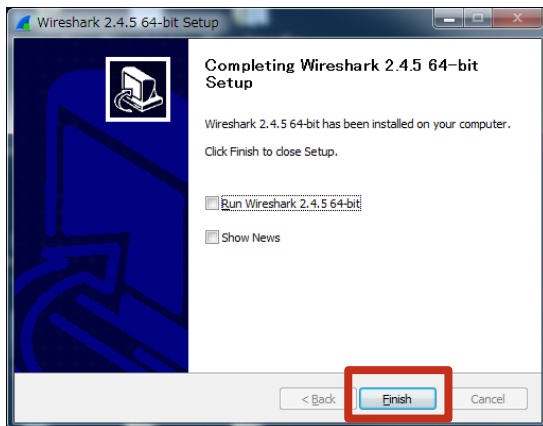 Wireshark 2.4.5 64-bit Setup
Completing Wireshark 2.4.5 64-bit
Setup
Wireshark 2.4.5 64-bit has been installed on your computer.
Click Finish to close Setup.
Run Wireshark 2.4.5 64-bit
Show News
< Back
Finish
Cancel